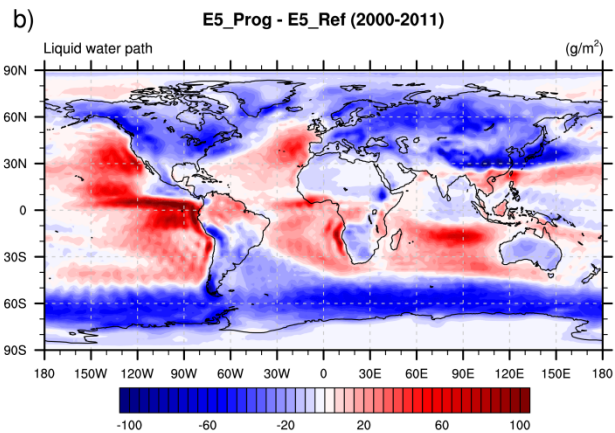 b)
E5_Prog - E5_Ref (2000-2011)
Liquid water path (g/m²)
90N
60N
30N
0
30S
60S
90S
180 150W 120W 90W 60W 30W 0 30E 60E 90E 120E 150E 180
-100 -60 -20 20 60 100